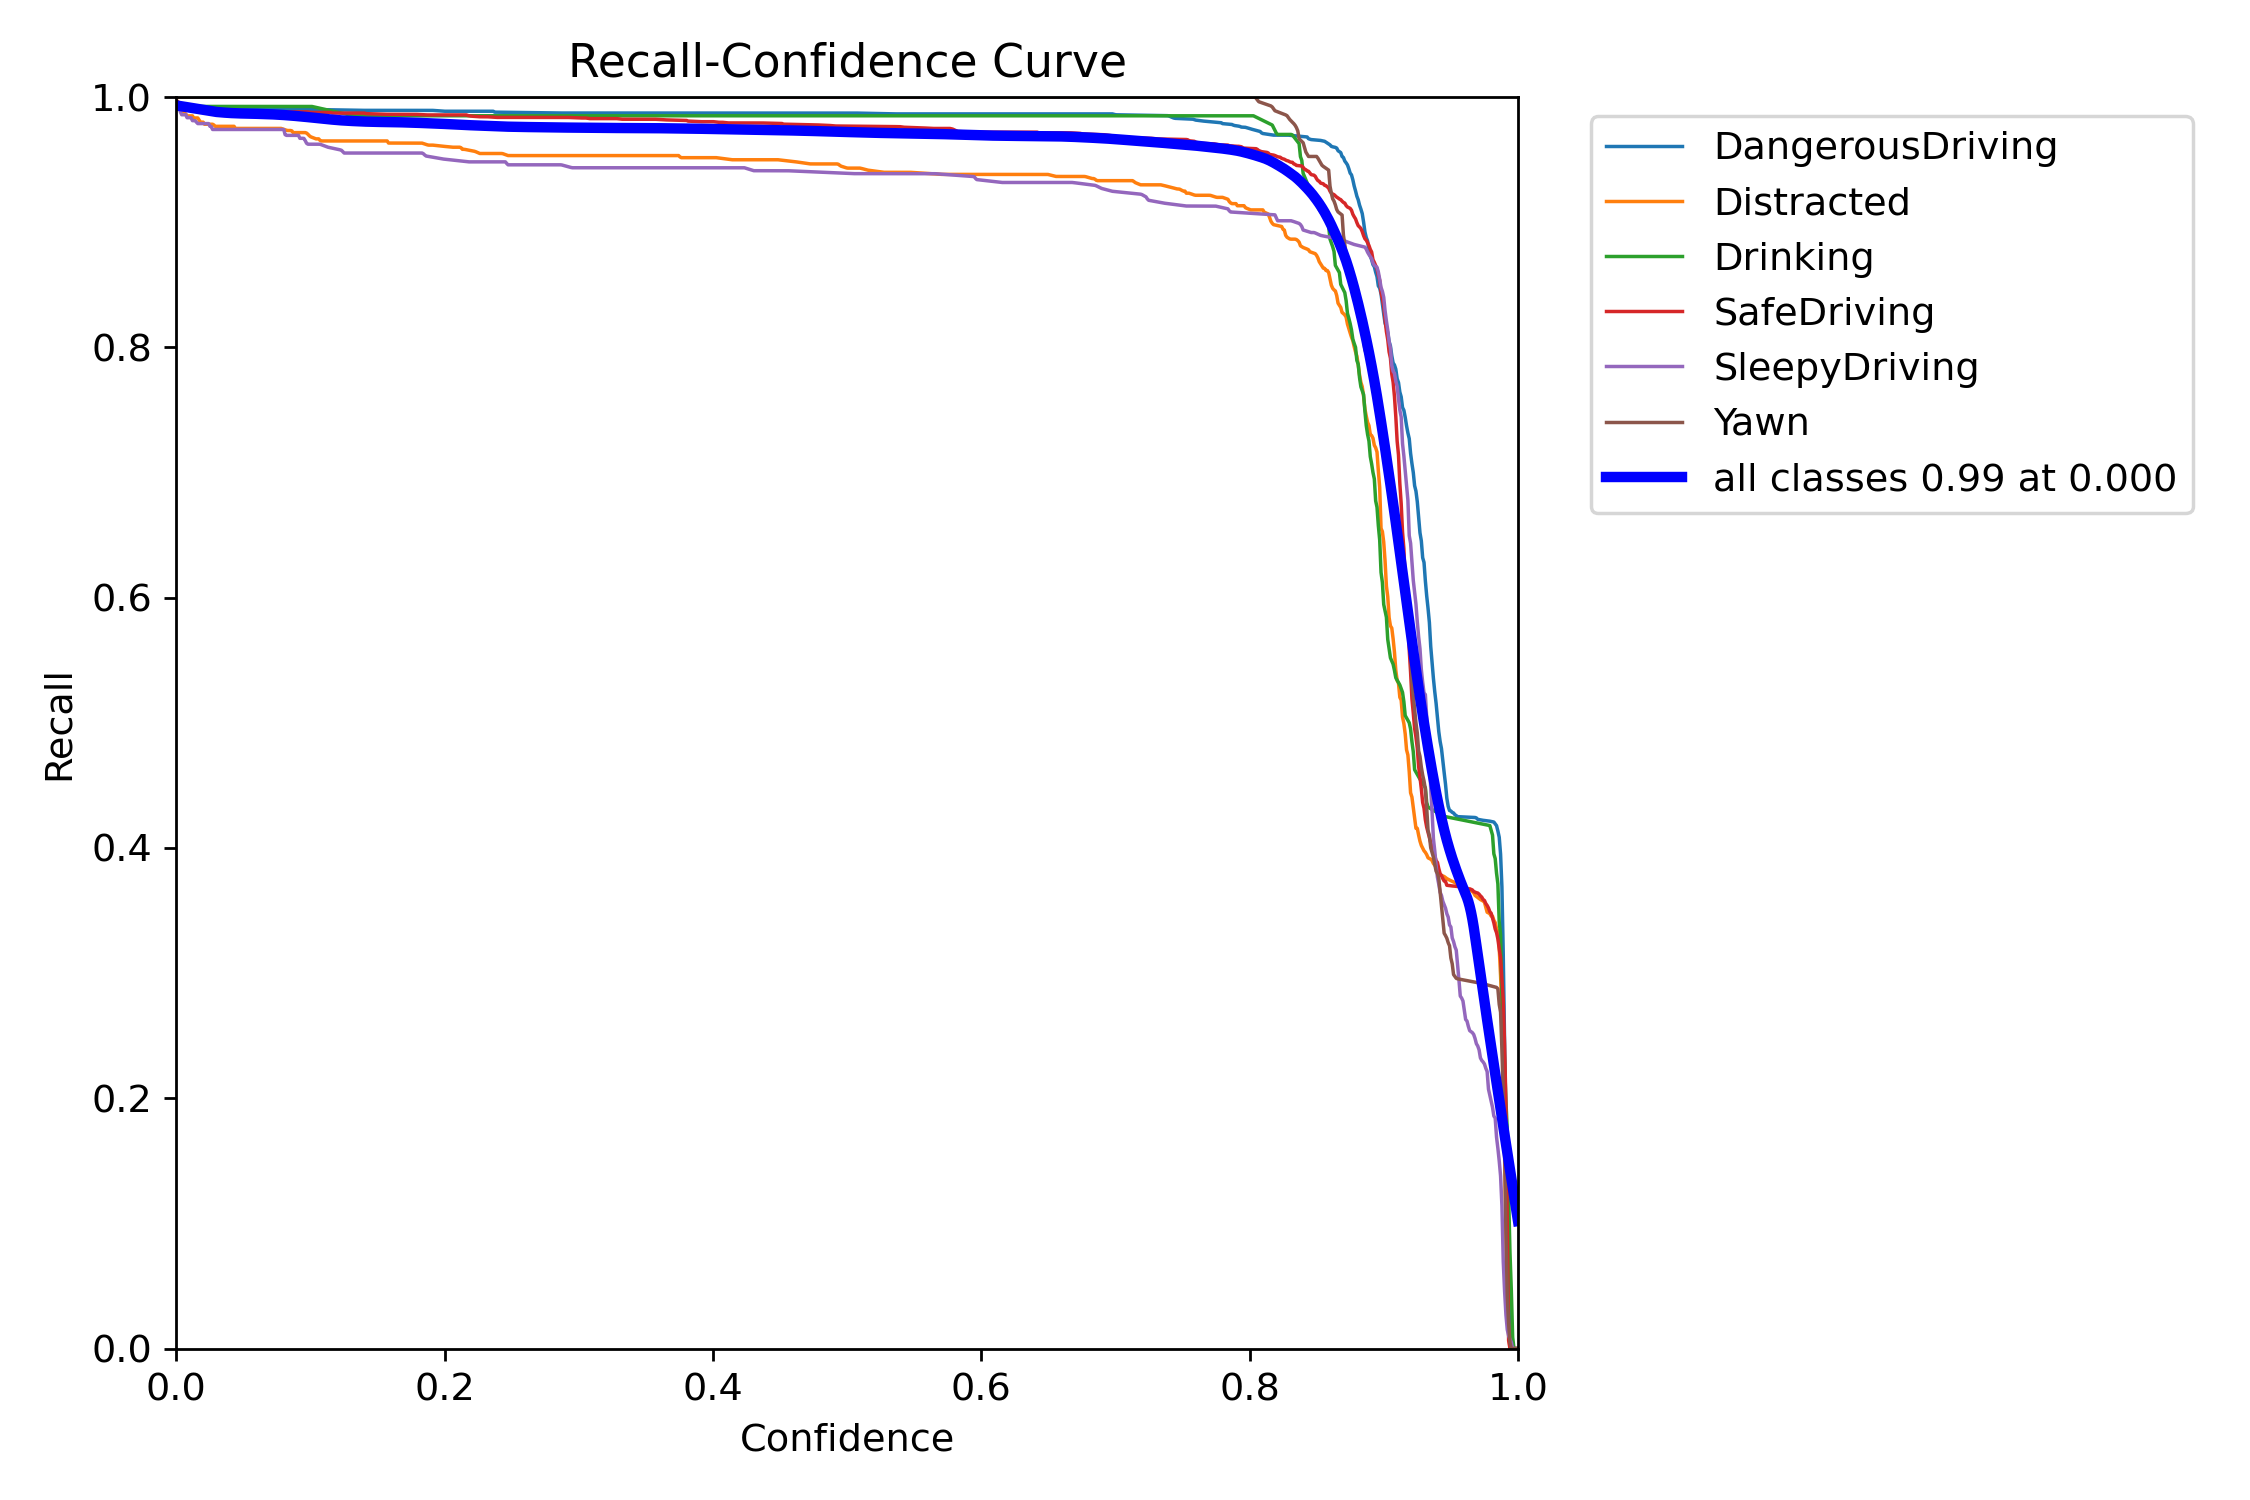 Recall-Confidence Curve
1.0
0.8
0.6
0.4
0.2
0.0
Recall
0.0 0.2 0.4 0.6 0.8 1.0
Confidence
DangerousDriving
Distracted
Drinking
SafeDriving
SleepyDriving
Yawn
all classes 0.99 at 0.000